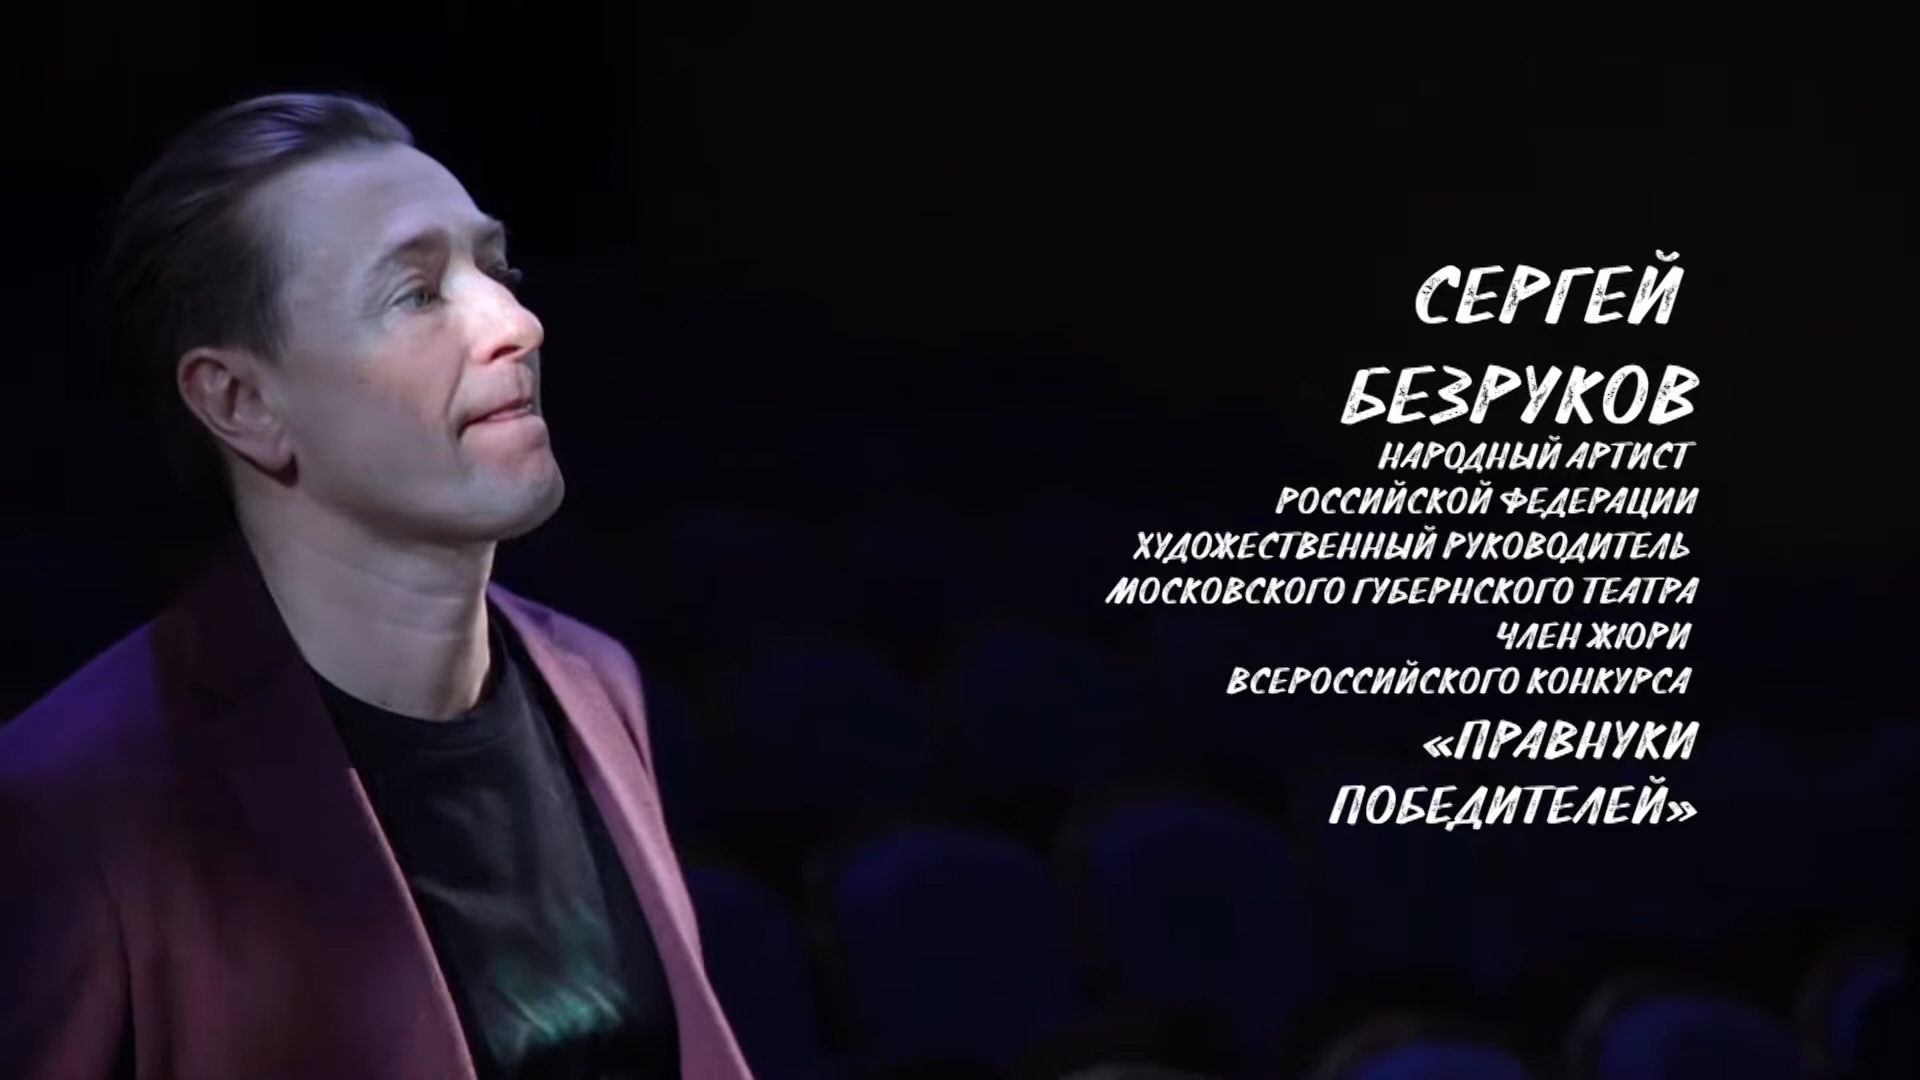 СЕРГЕЙ
БЕЗРУКОВ
НАРОДНЫЙ АРТИСТ
РОССИЙСКОЙ ФЕДЕРАЦИИ
ХУДОЖЕСТВЕННЫЙ РУКОВОДИТЕЛЬ
МОСКОВСКОГО ГУБЕРНСКОГО ТЕАТРА
ЧЛЕН ЖЮРИ
ВСЕРОССИЙСКОГО КОНКУРСА
«ПРАВНУКИ
ПОБЕДИТЕЛЕЙ»